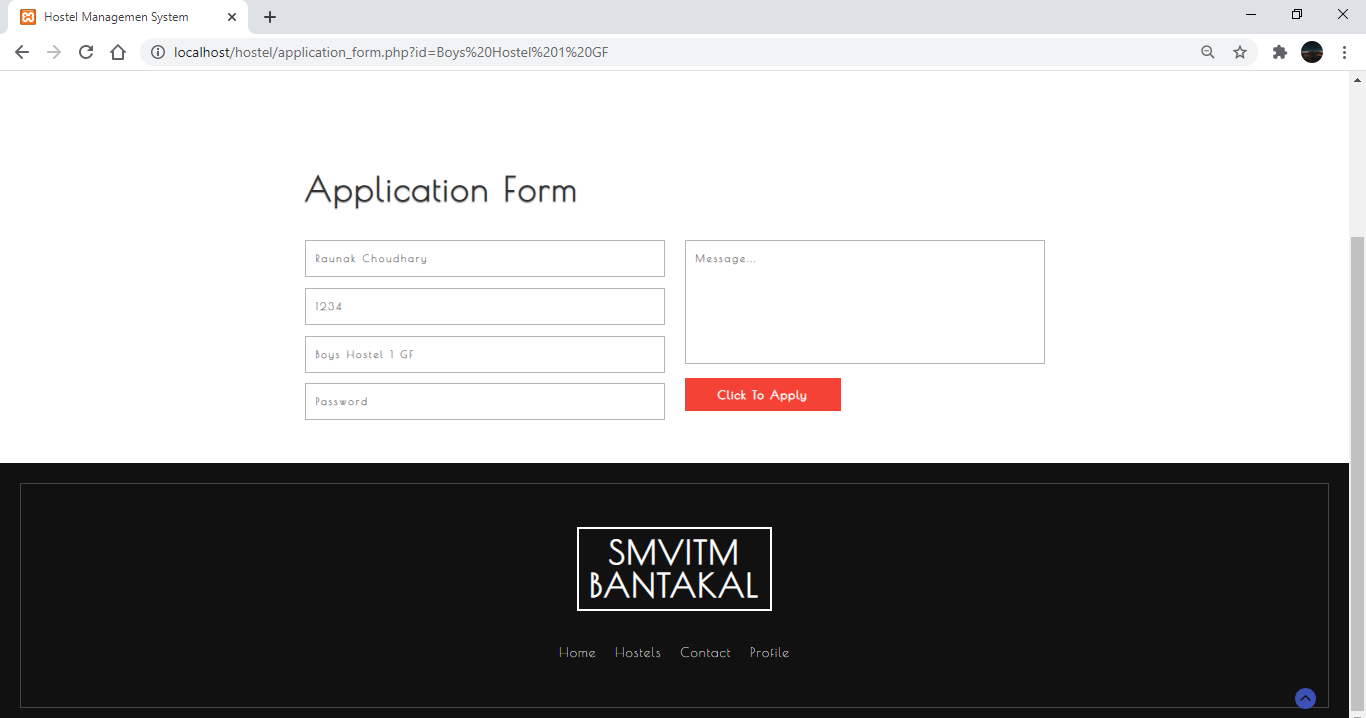 Hostel Managemen System
localhost/hostel/application_form.php?id=Boys%20Hostel%201%20GF
Application Form
Raunak Choudhary
1234
Boys Hostel 1 GF
Password
Message...
Click To Apply
SMVITM
BANTAKAL
Home Hostels Contact Profile